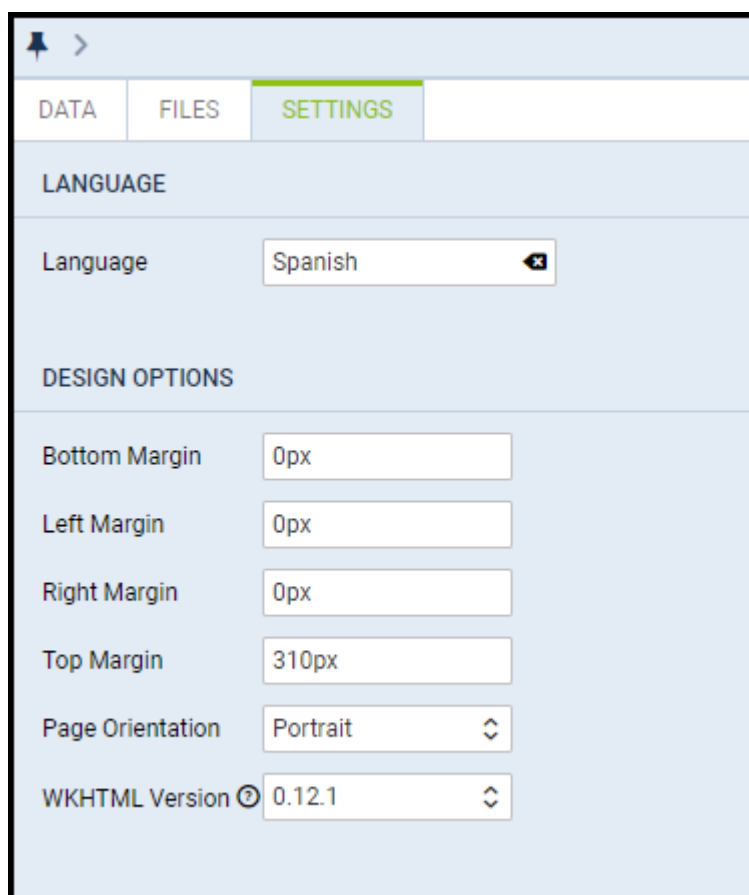 DATA FILES SETTINGS
LANGUAGE
Language Spanish
DESIGN OPTIONS
Bottom Margin 0px
Left Margin 0px
Right Margin 0px
Top Margin 310px
Page Orientation Portrait
WKHTML Version ? 0.12.1